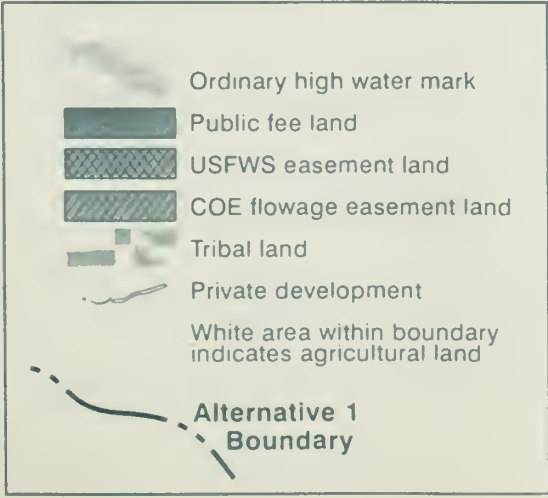 Ordinary high water mark
Public fee land
USFWS easement land
COE flowage easement land
Tribal land
Private development
White area within boundary
indicates agricultural land
Alternative 1
Boundary